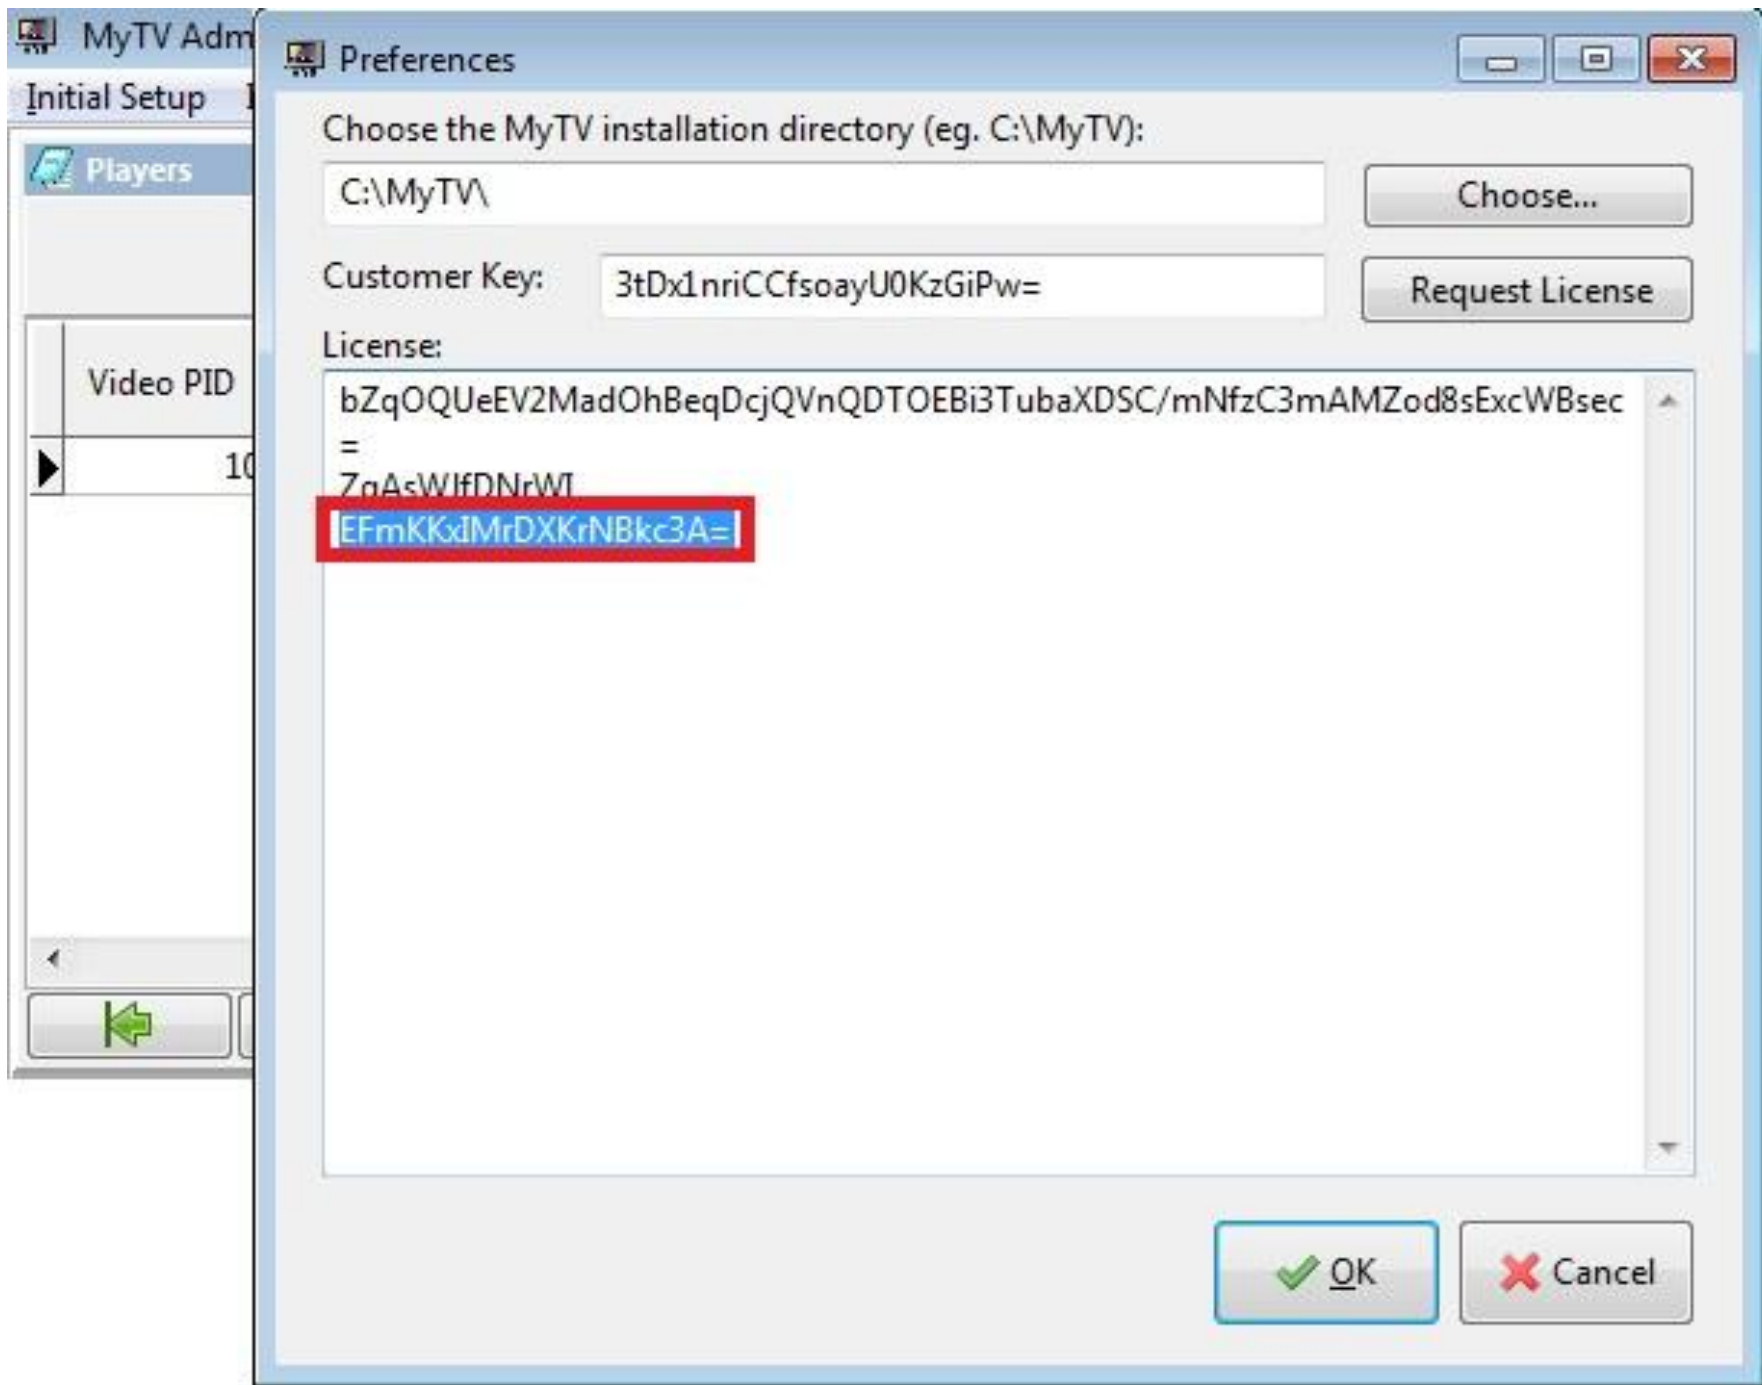 MyTV Adm
Initial Setup
Players
Video PID
10
Preferences
Choose the MyTV installation directory (eg. C:\MyTV):
C:\MyTV\
Choose...
Customer Key:
3tDx1nriCCfsoayU0KzGiPw=
Request License
License:
bZqOQUeEV2MadOhBeqDcjQVnQDTOEBi3TubaXDSC/mNfzC3mAMZod8sExcWBsec
=
ZgAsWJfDNrWI
EFmKKxIMrDXKrNBkc3A=
OK
Cancel